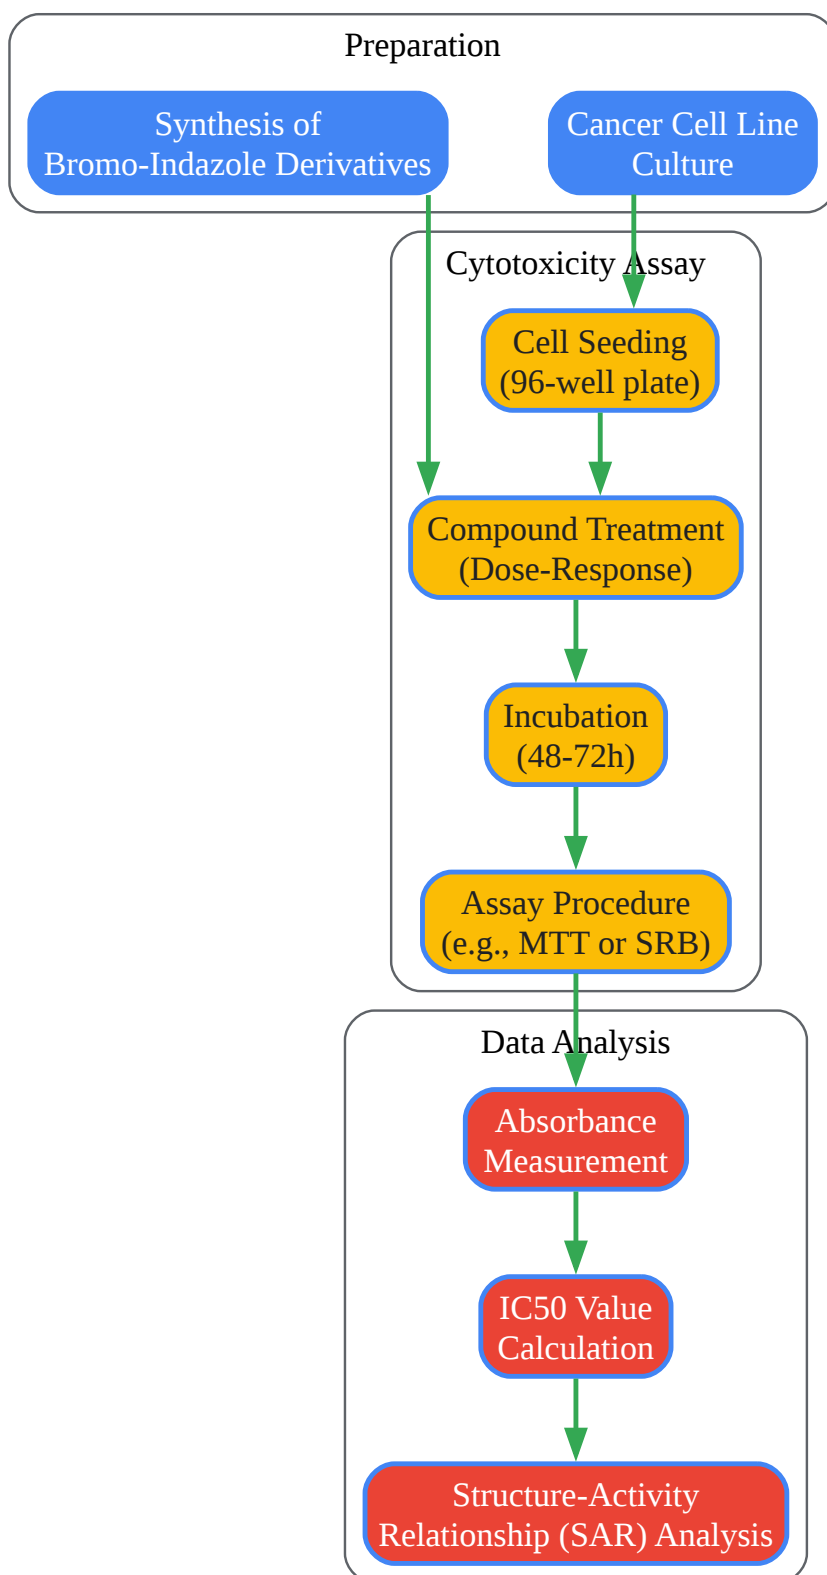 Preparation
Synthesis of
Bromo-Indazole Derivatives
Cancer Cell Line
Culture
Cytotoxicity Assay
Cell Seeding
(96-well plate)
Compound Treatment
(Dose-Response)
Incubation
(48-72h)
Assay Procedure
(e.g., MTT or SRB)
Data Analysis
Absorbance
Measurement
IC50 Value
Calculation
Structure-Activity
Relationship (SAR) Analysis